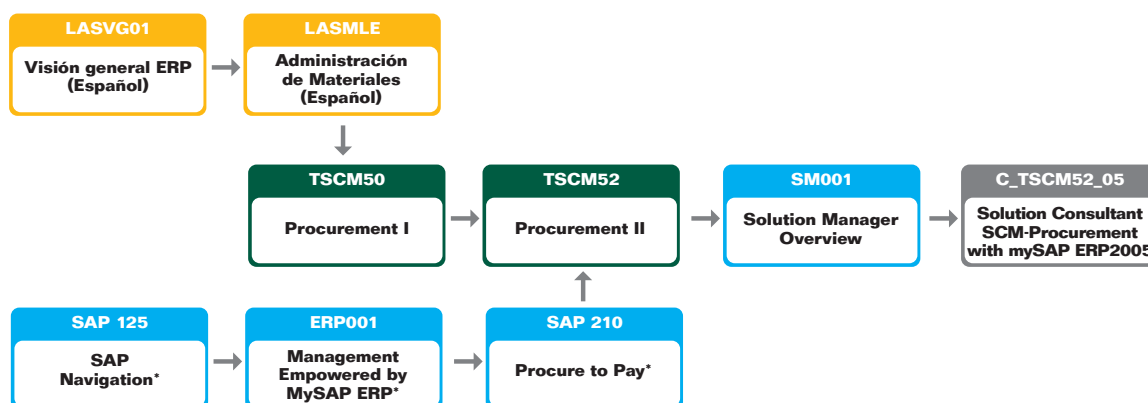 LASVG01
Visión general ERP
(Español)
LASMLE
Administración
de Materiales
(Español)
TSCM50
Procurement I
TSCM52
Procurement II
SM001
Solution Manager
Overview
C_TSCM52_05
Solution Consultant
SCM-Procurement
with mySAP ERP2005
SAP 125
SAP
Navigation*
ERP001
Management
Empowered by
MySAP ERP*
SAP 210
Procure to Pay*